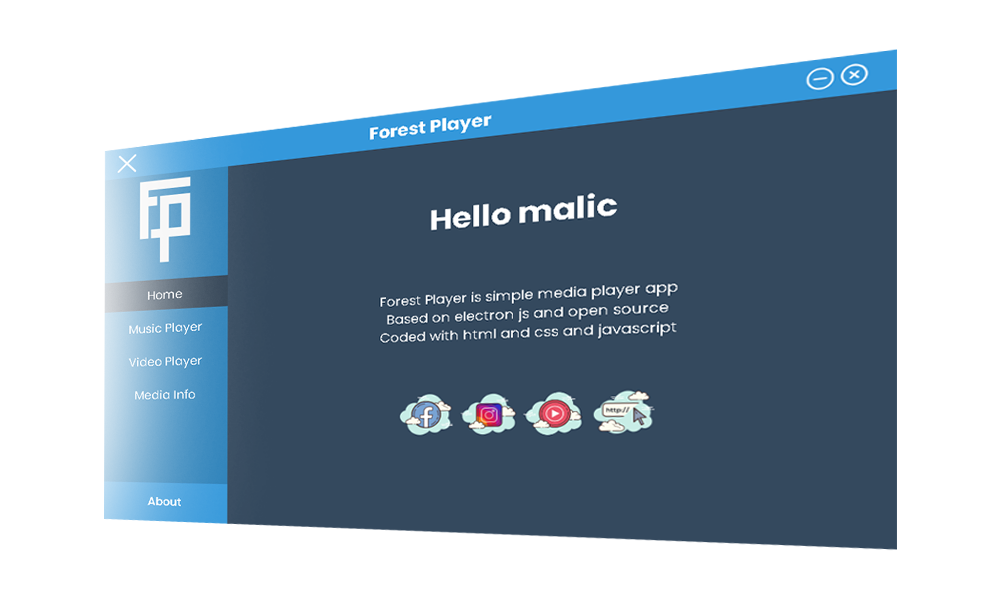 Forest Player
FP
Home
Music Player
Video Player
Media Info
About
Hello malic
Forest Player is simple media player app
Based on electron js and open source
Coded with html and css and javascript
f
http://